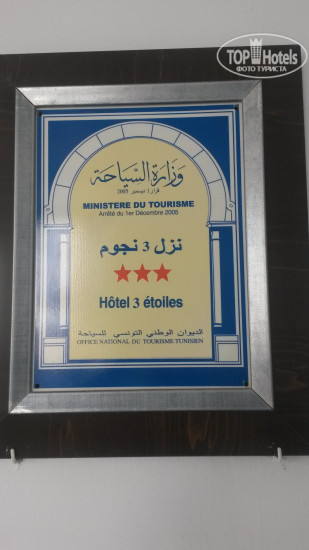 TOP Hotels
ФОТО ТУРИСТА
وزارة السياحة
قرار 1 ديسمبر 2005
MINISTERE DU TOURISME
Arrêté du 1er Décembre 2005
نزل 3 نجوم
Hôtel 3 étoiles
الديوان الوطني التونسي للسياحة
OFFICE NATIONAL DU TOURISME TUNISIEN